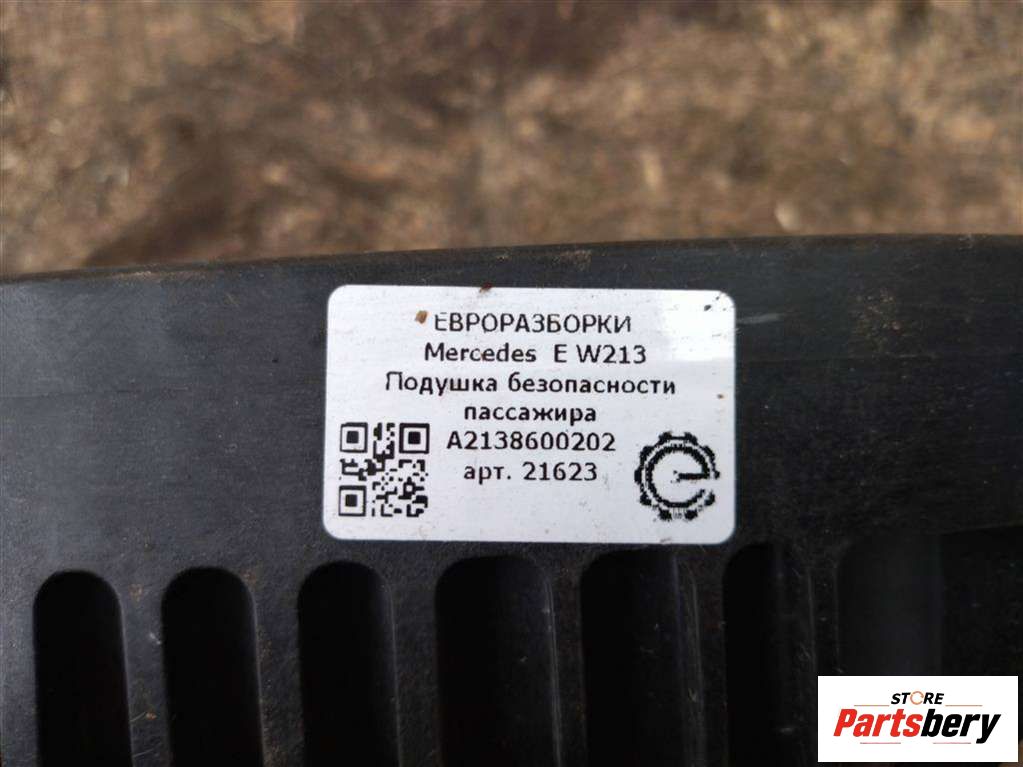 ЕВРОРАЗБОРКИ
Mercedes E W213
Подушка безопасности
пассажира
A2138600202
арт. 21623
STORE
Partsbery